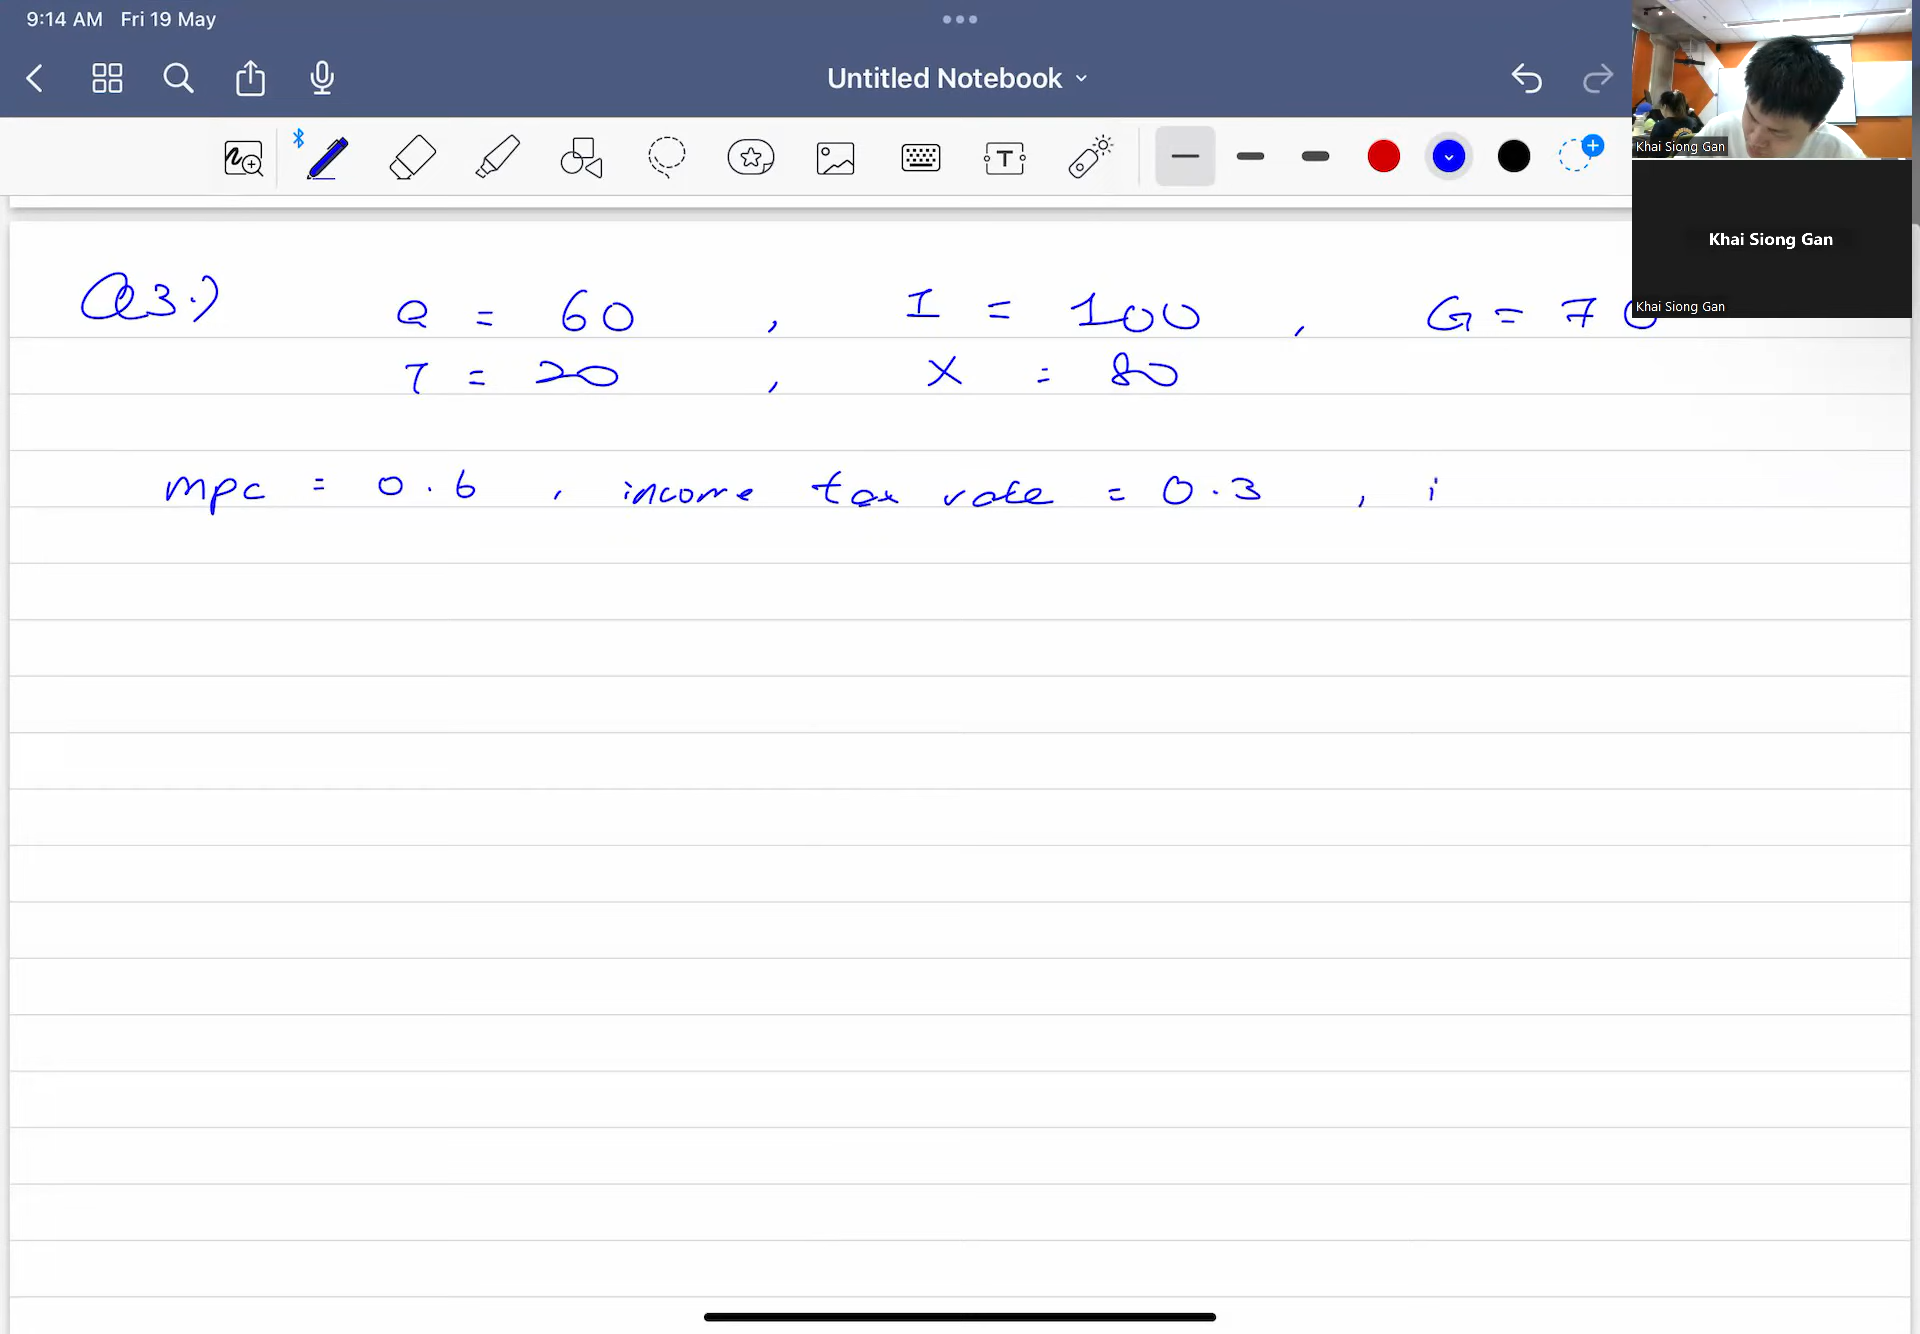 9:14 AM Fri 19 May
Untitled Notebook
Khai Siong Gan
Khai Siong Gan
Khai Siong Gan
Q3.) a = 60 , I = 100 , G = 70
T = 20 , X = 80
mpc = 0.6 , income tax rate = 0.3 , i